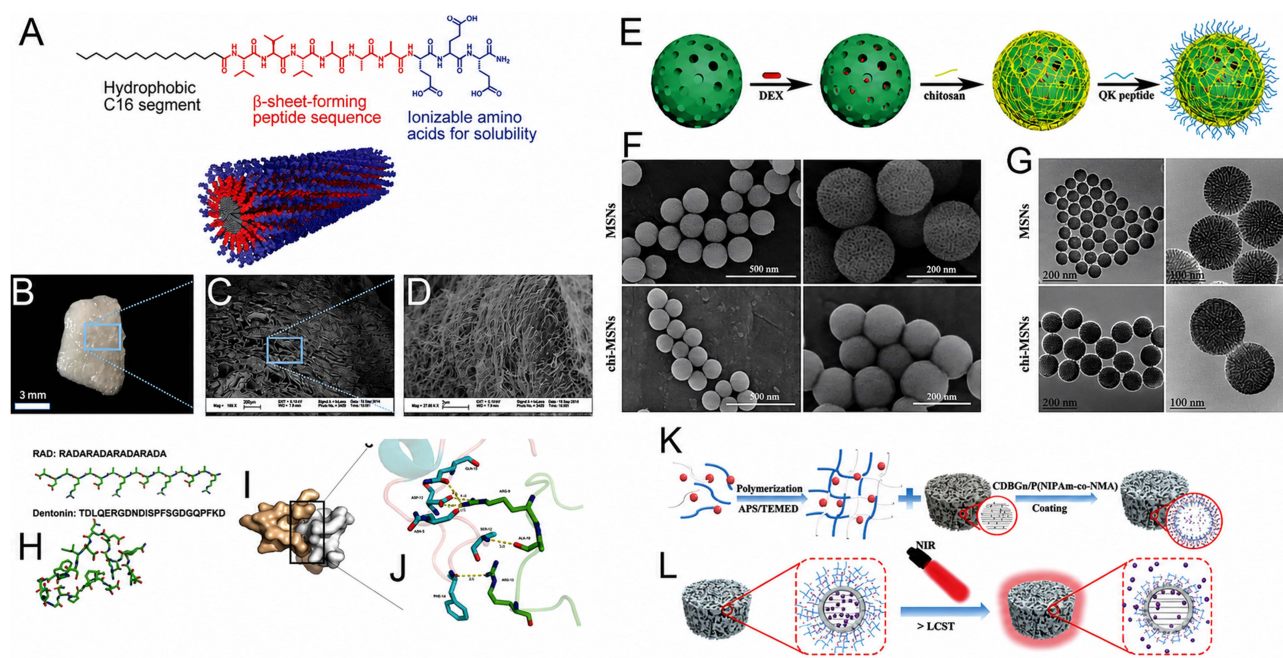 A
Hydrophobic
C16 segment
β-sheet-forming
peptide sequence
Ionizable amino
acids for solubility
B
3 mm
C
D
E
DEX
chitosan
QK peptide
F
MSNs
500 nm
200 nm
chi-MSNs
500 nm
200 nm
G
MSNs
200 nm
100 nm
chi-MSNs
200 nm
100 nm
RAD: RADARADARADARADA
Dentonin: TDLQERGDNDISPFSGDGQPFKD
H
I
J
K
Polymerization
APS/TEMED
CDBGn/P(NIPAm-co-NMA)
Coating
L
NIR
> LCST